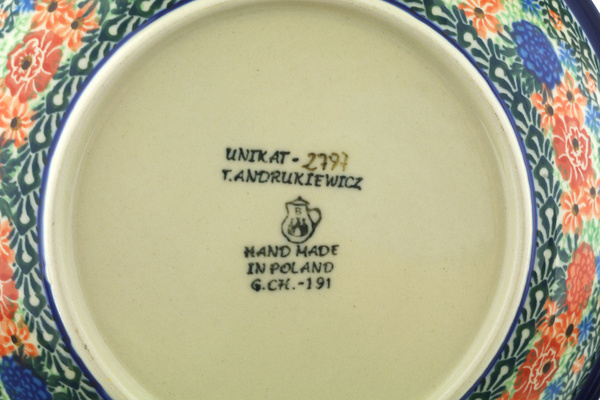 UNIKAT - 2797
T. ANDRUKIEWICZ
B
HAND MADE
IN POLAND
G.CH.-191